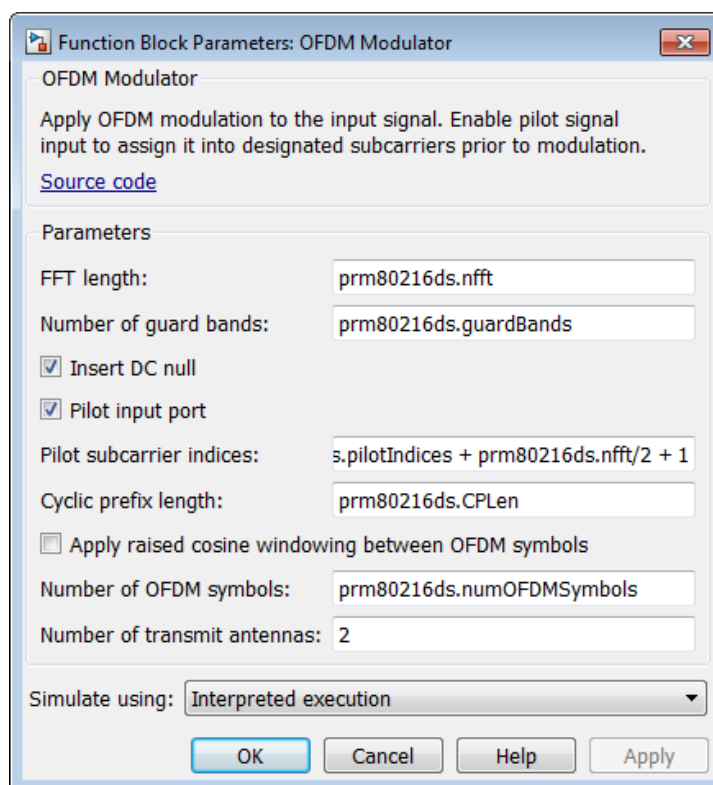 Function Block Parameters: OFDM Modulator
OFDM Modulator
Apply OFDM modulation to the input signal. Enable pilot signal
input to assign it into designated subcarriers prior to modulation.
Source code
Parameters
FFT length: prm80216ds.nfft
Number of guard bands: prm80216ds.guardBands
Insert DC null
Pilot input port
Pilot subcarrier indices: s.pilotIndices + prm80216ds.nfft/2 + 1
Cyclic prefix length: prm80216ds.CPLen
Apply raised cosine windowing between OFDM symbols
Number of OFDM symbols: prm80216ds.numOFDMSymbols
Number of transmit antennas: 2
Simulate using: Interpreted execution
OK Cancel Help Apply